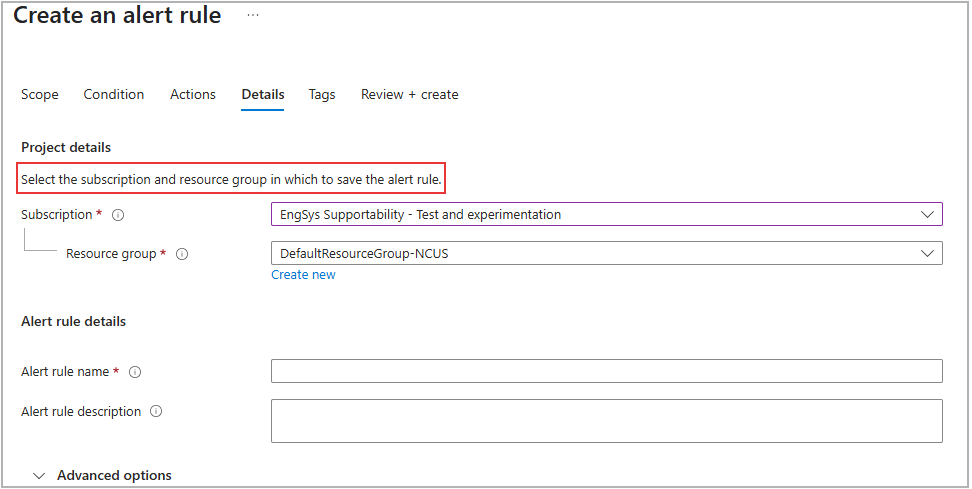 Create an alert rule ...
Scope Condition Actions Details Tags Review + create
Project details
Select the subscription and resource group in which to save the alert rule.
Subscription * EngSys Supportability - Test and experimentation
Resource group * DefaultResourceGroup-NCUS
Create new
Alert rule details
Alert rule name *
Alert rule description
Advanced options